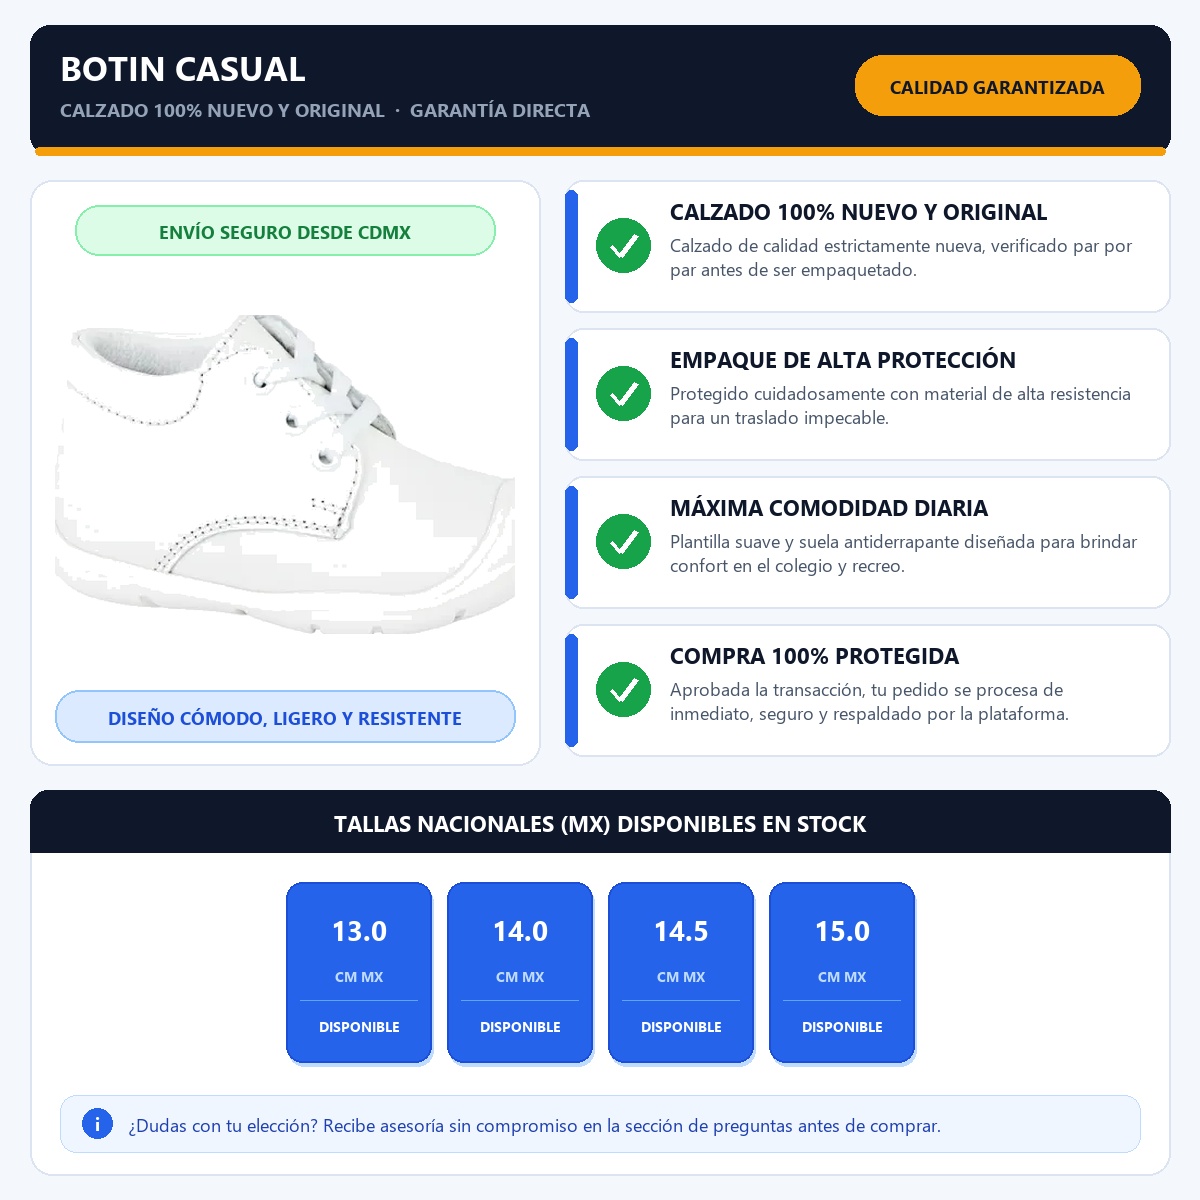 BOTIN CASUAL
CALZADO 100% NUEVO Y ORIGINAL · GARANTÍA DIRECTA
CALIDAD GARANTIZADA
ENVÍO SEGURO DESDE CDMX
DISEÑO CÓMODO, LIGERO Y RESISTENTE
CALZADO 100% NUEVO Y ORIGINAL
Calzado de calidad estrictamente nueva, verificado par por
par antes de ser empaquetado.
EMPAQUE DE ALTA PROTECCIÓN
Protegido cuidadosamente con material de alta resistencia
para un traslado impecable.
MÁXIMA COMODIDAD DIARIA
Plantilla suave y suela antiderrapante diseñada para brindar
confort en el colegio y recreo.
COMPRA 100% PROTEGIDA
Aprobada la transacción, tu pedido se procesa de
inmediato, seguro y respaldado por la plataforma.
TALLAS NACIONALES (MX) DISPONIBLES EN STOCK
13.0
CM MX
DISPONIBLE
14.0
CM MX
DISPONIBLE
14.5
CM MX
DISPONIBLE
15.0
CM MX
DISPONIBLE
i
¿Dudas con tu elección? Recibe asesoría sin compromiso en la sección de preguntas antes de comprar.